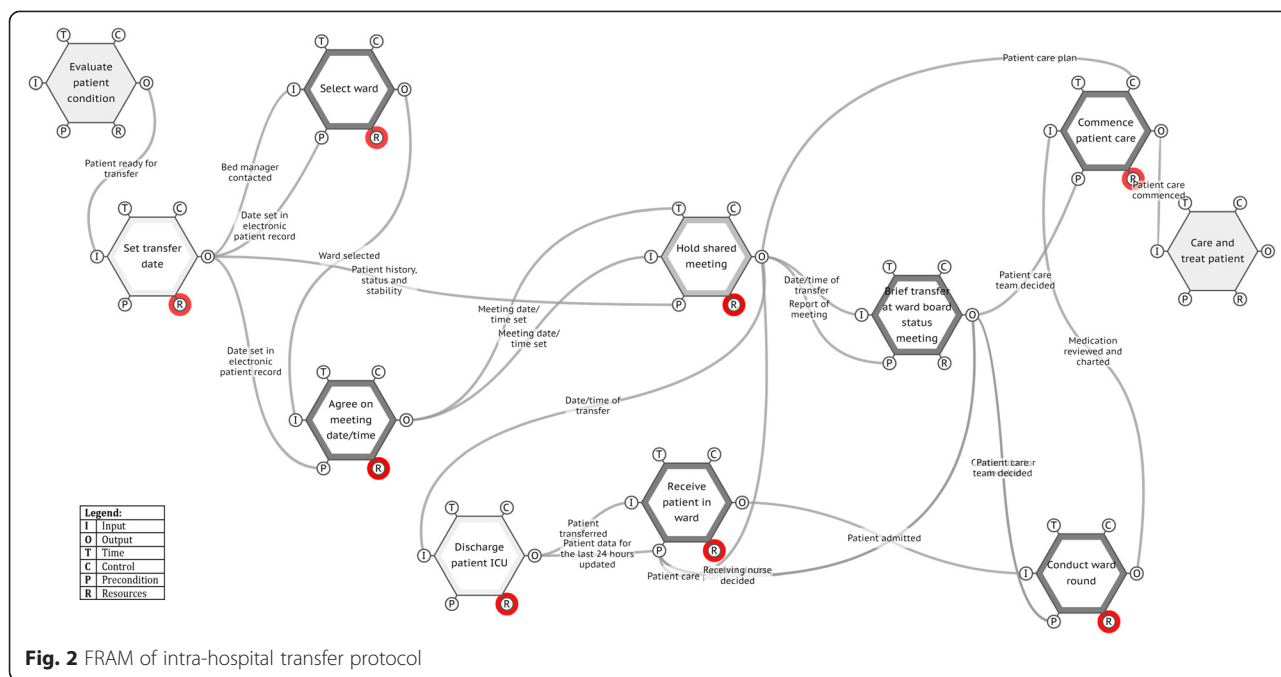 T
C
Evaluate
patient
condition
I
O
P
R
T
C
Select ward
I
O
P
R
Patient care plan
T
C
Commence
patient care
I
O
P
R
Patient ready for
transfer
Bed manager
contacted
Date set in
electronic
patient record
Patient care
commenced
T
C
Set transfer
date
I
O
P
R
Ward selected
Patient history,
status and
stability
T
C
Hold shared
meeting
I
O
P
R
T
C
Care and
treat patient
I
O
P
R
Date/time of
transfer
Report of
meeting
T
C
Brief transfer
at ward board
status
meeting
I
O
P
R
Patient care
team decided
Meeting date/
time set
Meeting date/
time set
Medication
reviewed and
charted
Date set in
electronic
patient record
T
C
Agree on
meeting
date/time
I
O
P
R
Date/time of
transfer
T
C
Receive
patient in
ward
I
O
P
R
Patient care
team decided
T
C
Discharge
patient ICU
I
O
P
R
Patient
transferred
Patient data for
the last 24 hours
updated
Patient care
Receiving nurse
decided
Patient admitted
T
C
Conduct ward
round
I
O
P
R
Legend:
I Input
O Output
T Time
C Control
P Precondition
R Resources
Fig. 2 FRAM of intra-hospital transfer protocol